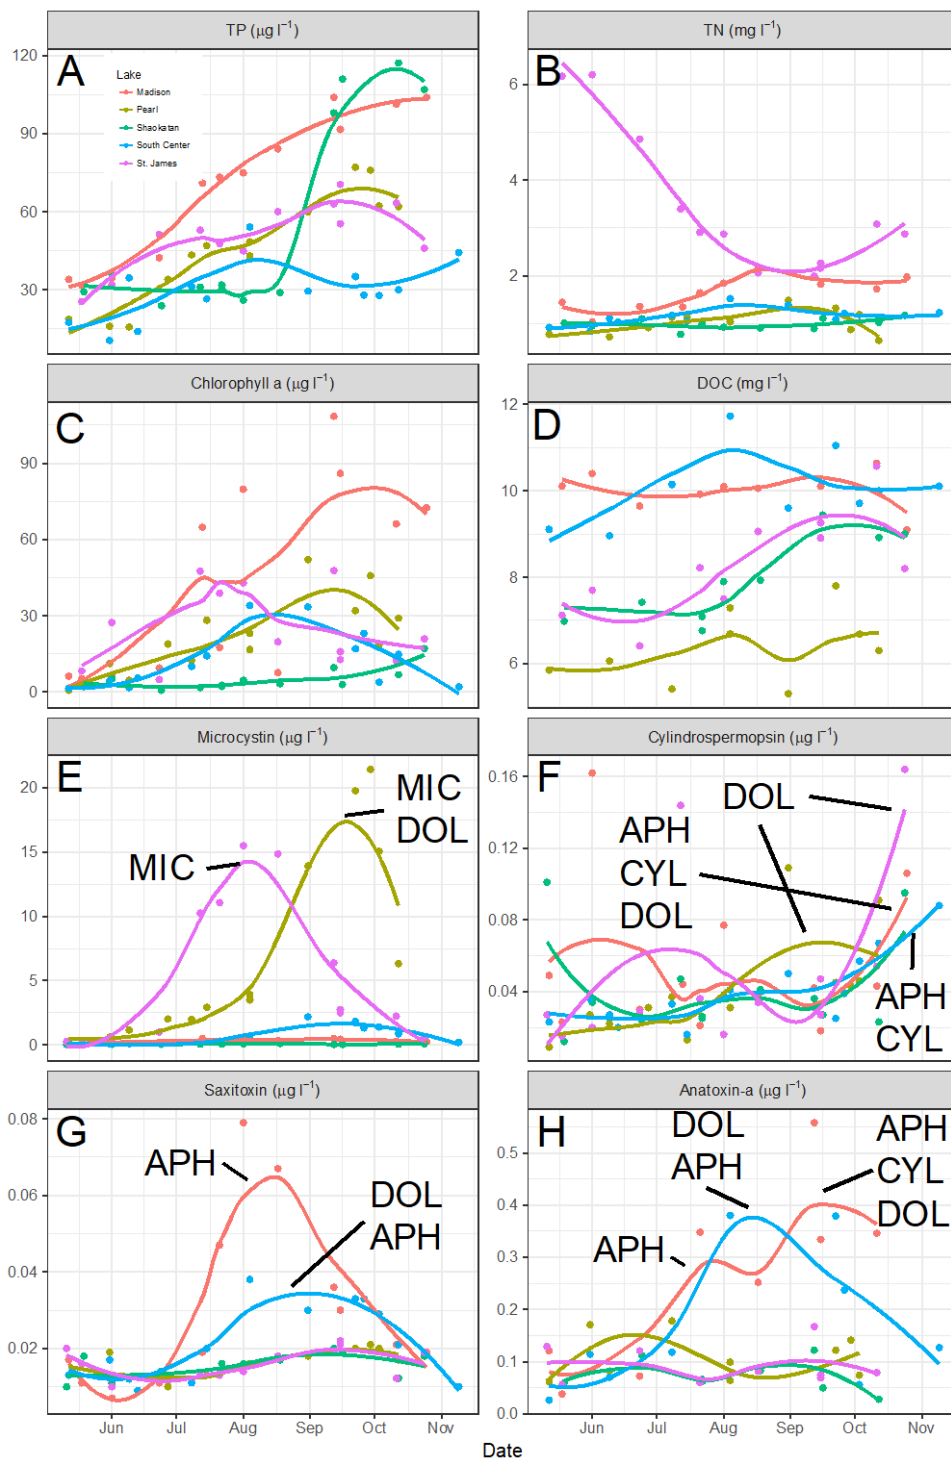 TP (µg l⁻¹)
TN (mg l⁻¹)
A
B
Lake
Madison
Pearl
Shaokatan
South Center
St. James
120
90
60
30
6
4
2
Chlorophyll a (µg l⁻¹)
DOC (mg l⁻¹)
C
D
90
60
30
0
12
10
8
6
Microcystin (µg l⁻¹)
Cylindrospermopsin (µg l⁻¹)
E
F
MIC
DOL
MIC
DOL
APH
CYL
DOL
APH
CYL
20
15
10
5
0
0.16
0.12
0.08
0.04
Saxitoxin (µg l⁻¹)
Anatoxin-a (µg l⁻¹)
G
H
APH
DOL
APH
DOL
APH
APH
APH
CYL
DOL
0.08
0.06
0.04
0.02
0.5
0.4
0.3
0.2
0.1
0.0
Jun Jul Aug Sep Oct Nov
Jun Jul Aug Sep Oct Nov
Date